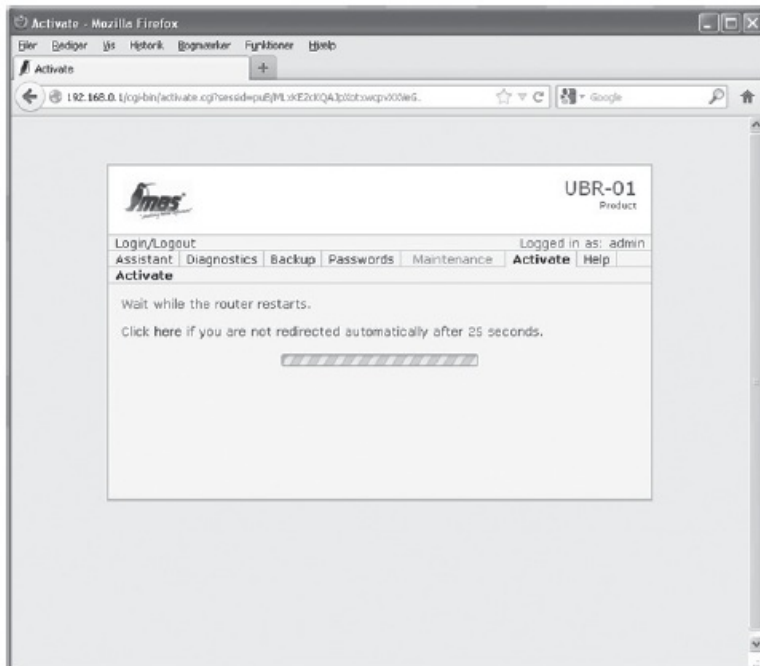 Activate - Mozilla Firefox
Filer Rediger Vis Historik Bogmærker Funktioner Hjælp
Activate
Google
UBR-01
Product
Login/Logout Logged in as: admin
Assistant Diagnostics Backup Passwords Maintenance Activate Help
Activate
Wait while the router restarts.
Click here if you are not redirected automatically after 25 seconds.